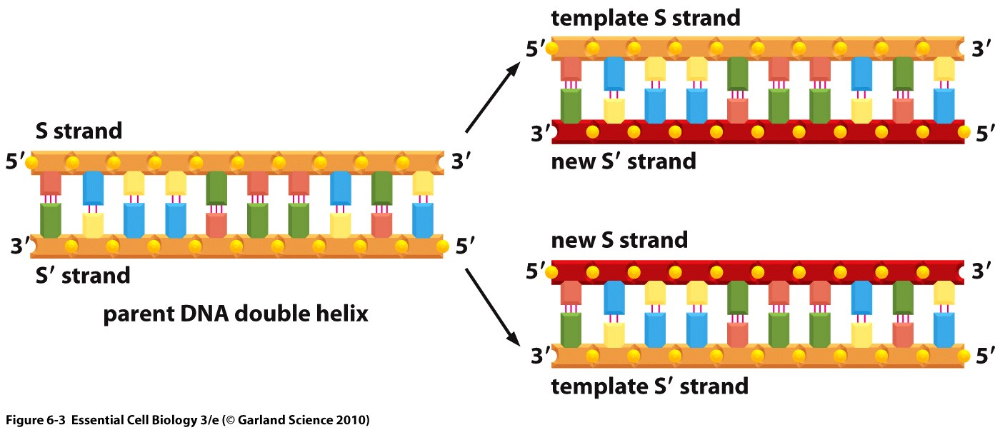 template S strand
5′ 3′
3′ 5′
new S′ strand
S strand
5′ 3′
3′ 5′
S′ strand
parent DNA double helix
new S strand
5′ 3′
3′ 5′
template S′ strand
Figure 6-3 Essential Cell Biology 3/e (© Garland Science 2010)